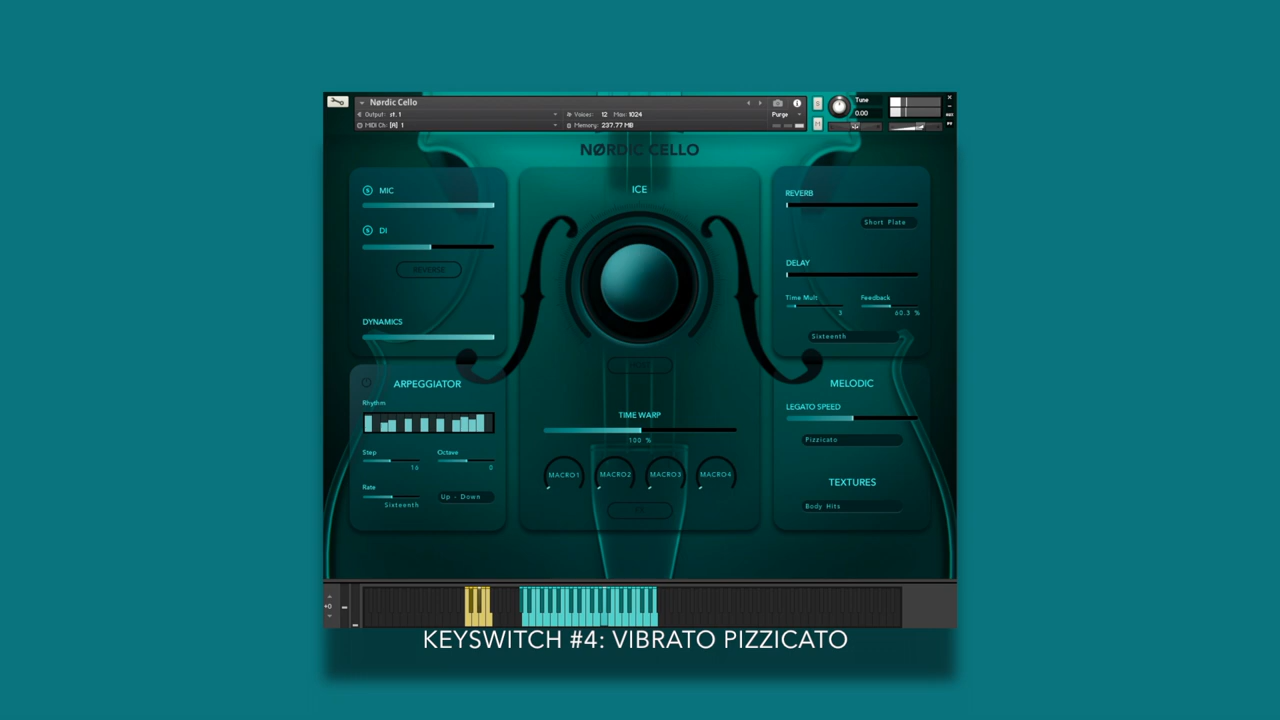 Nørdic Cello
Output: st. 1
Voices: 12 Max: 1024
Purge
MIDI Ch: [A] 1
Memory: 237.77 MB
S
M
Tune
0.00
NØRDIC CELLO
S MIC
S DI
REVERSE
DYNAMICS
ICE
REVERB
Short Plate
DELAY
Time Mult
3
Feedback
60.3 %
Sixteenth
ARPEGGIATOR
Rhythm
Step
16
Octave
0
Rate
Sixteenth
Up - Down
TIME WARP
100 %
MACRO1
MACRO2
MACRO3
MACRO4
MELODIC
LEGATO SPEED
Pizzicato
TEXTURES
Body Hits
+0
KEYSWITCH #4: VIBRATO PIZZICATO